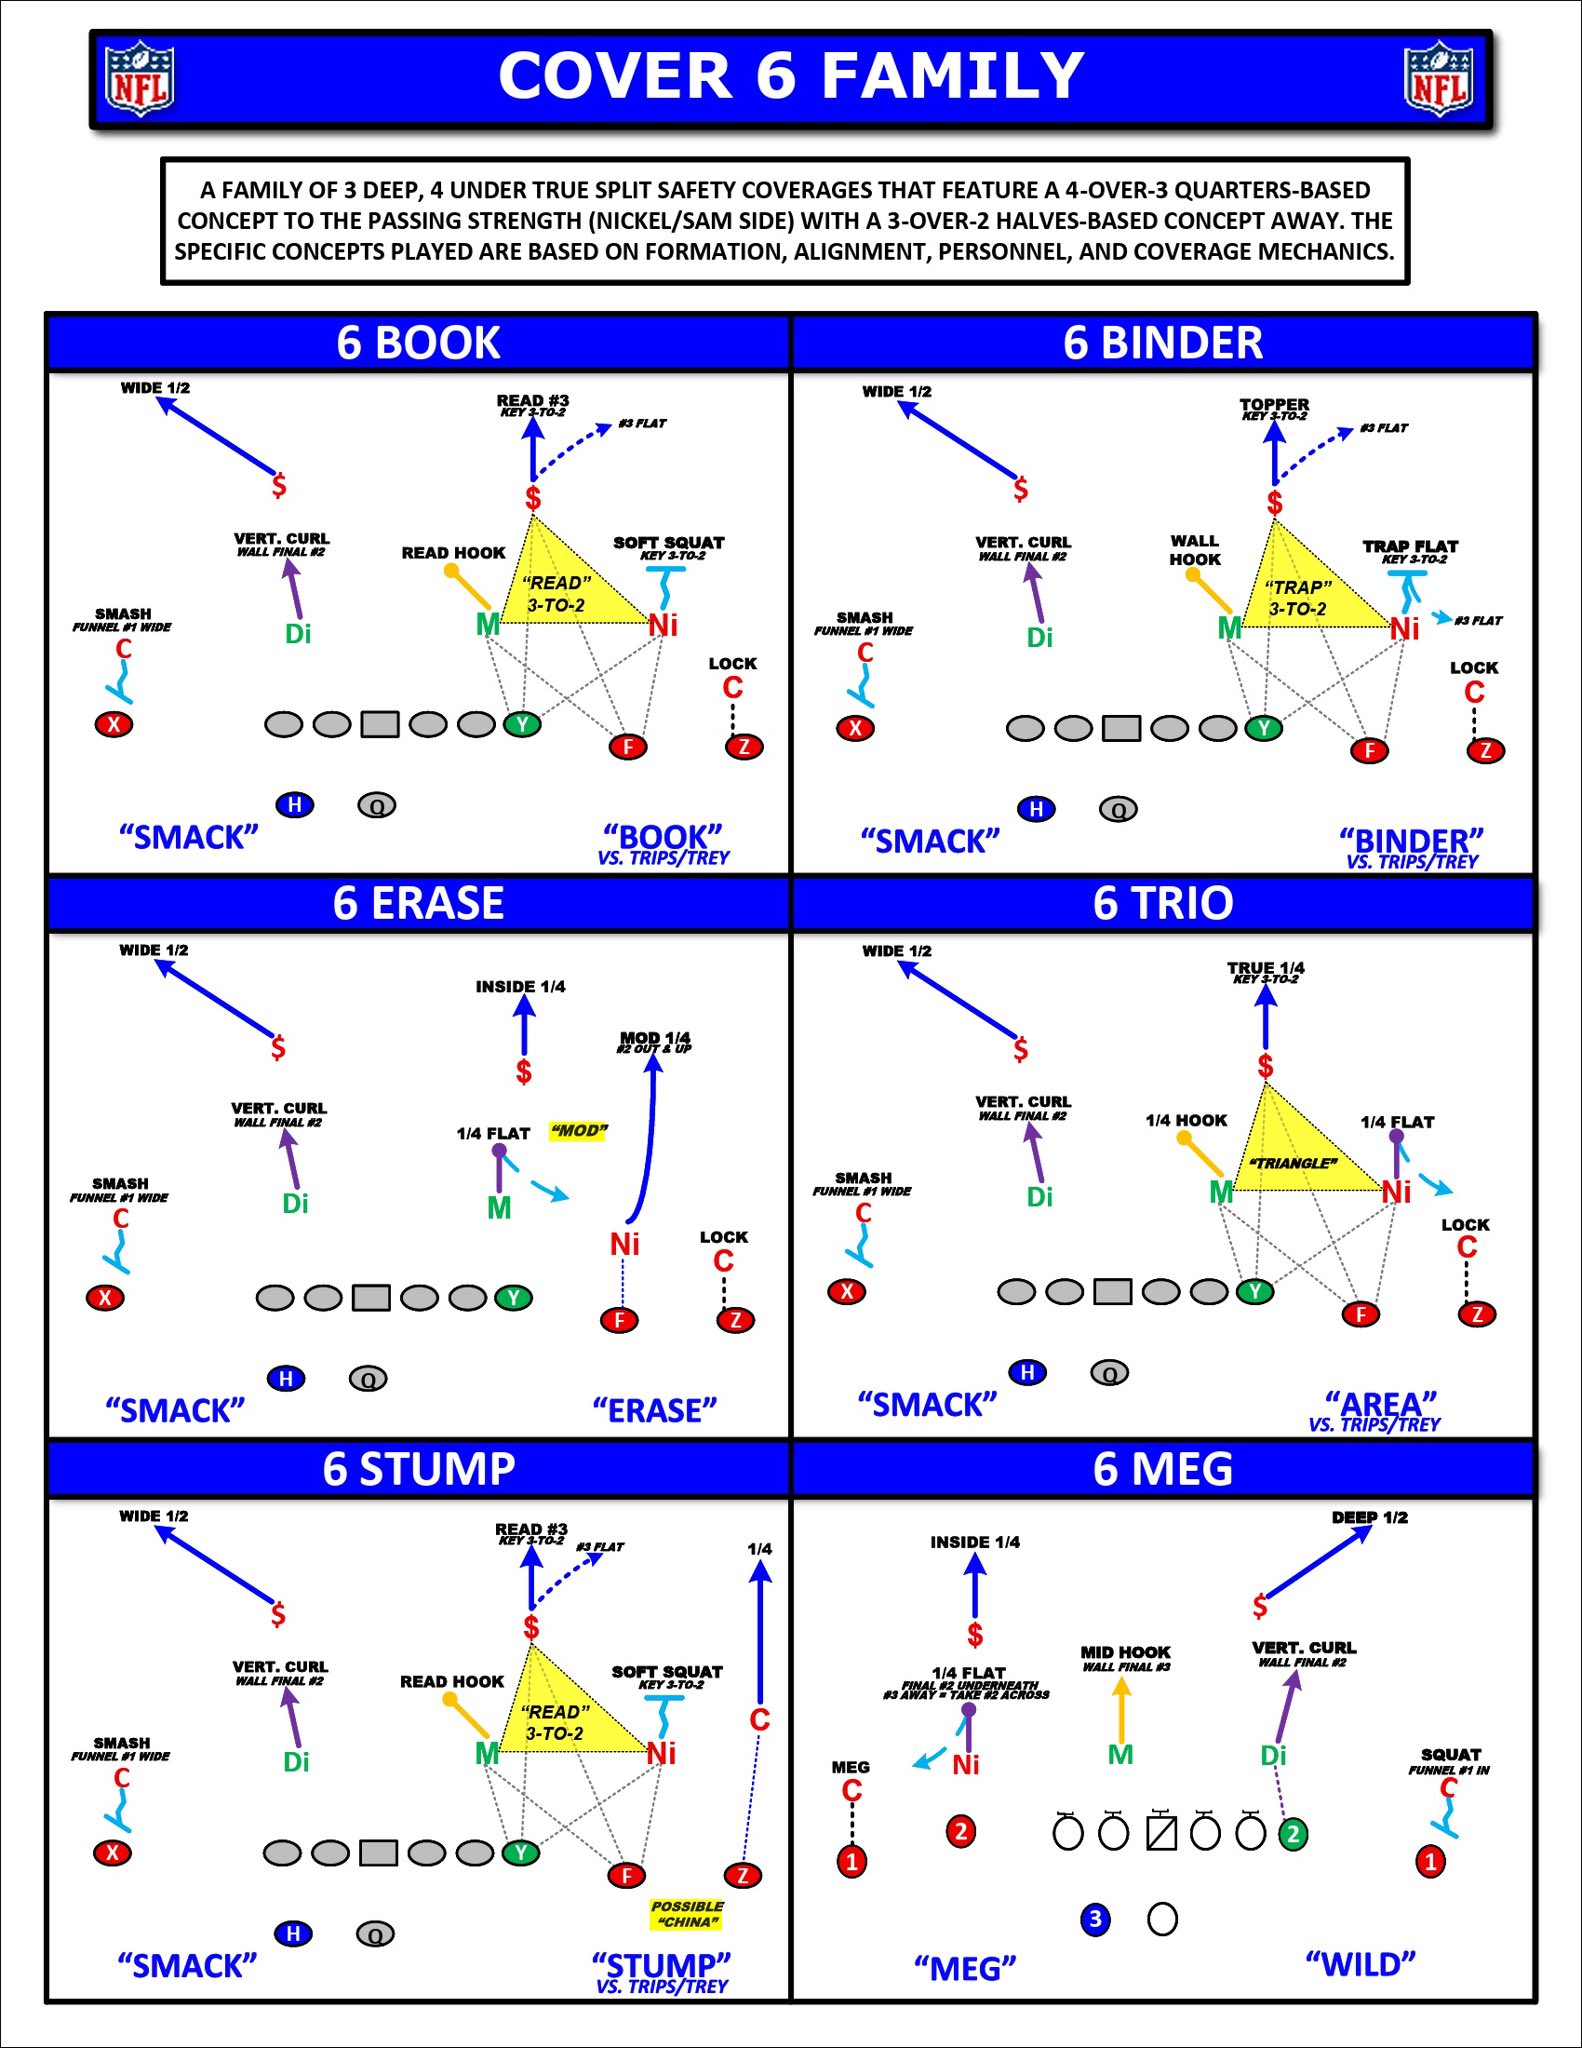 NFL
COVER 6 FAMILY
NFL
A FAMILY OF 3 DEEP, 4 UNDER TRUE SPLIT SAFETY COVERAGES THAT FEATURE A 4-OVER-3 QUARTERS-BASED
CONCEPT TO THE PASSING STRENGTH (NICKEL/SAM SIDE) WITH A 3-OVER-2 HALVES-BASED CONCEPT AWAY. THE
SPECIFIC CONCEPTS PLAYED ARE BASED ON FORMATION, ALIGNMENT, PERSONNEL, AND COVERAGE MECHANICS.
6 BOOK
WIDE 1/2
READ #3
KEY 3-TO-2
#3 FLAT
$
$
VERT. CURL
WALL FINAL #2
READ HOOK
SOFT SQUAT
KEY 3-TO-2
"READ"
3-TO-2
SMASH
FUNNEL #1 WIDE
C
Di
M
Ni
LOCK
C
X
Y
F
Z
H
Q
"SMACK"
"BOOK"
VS. TRIPS/TREY
6 BINDER
WIDE 1/2
TOPPER
KEY 3-TO-2
#3 FLAT
$
$
VERT. CURL
WALL FINAL #2
WALL
HOOK
TRAP FLAT
KEY 3-TO-2
"TRAP"
3-TO-2
SMASH
FUNNEL #1 WIDE
C
Di
M
Ni
#3 FLAT
LOCK
C
X
Y
F
Z
H
Q
"SMACK"
"BINDER"
VS. TRIPS/TREY
6 ERASE
WIDE 1/2
INSIDE 1/4
MOD 1/4
#2 OUT & UP
$
$
VERT. CURL
WALL FINAL #2
1/4 FLAT
"MOD"
SMASH
FUNNEL #1 WIDE
C
Di
M
Ni
LOCK
C
X
Y
F
Z
H
Q
"SMACK"
"ERASE"
6 TRIO
WIDE 1/2
TRUE 1/4
KEY 3-TO-2
$
$
VERT. CURL
WALL FINAL #2
1/4 HOOK
1/4 FLAT
"TRIANGLE"
SMASH
FUNNEL #1 WIDE
C
Di
M
Ni
LOCK
C
X
Y
F
Z
H
Q
"SMACK"
"AREA"
VS. TRIPS/TREY
6 STUMP
WIDE 1/2
READ #3
KEY 3-TO-2
#3 FLAT
1/4
$
$
VERT. CURL
WALL FINAL #2
READ HOOK
SOFT SQUAT
KEY 3-TO-2
"READ"
3-TO-2
C
SMASH
FUNNEL #1 WIDE
C
Di
M
Ni
X
Y
F
Z
POSSIBLE
"CHINA"
H
Q
"SMACK"
"STUMP"
VS. TRIPS/TREY
6 MEG
INSIDE 1/4
DEEP 1/2
$
$
1/4 FLAT
FINAL #2 UNDERNEATH
#3 AWAY = TAKE #2 ACROSS
MID HOOK
WALL FINAL #3
VERT. CURL
WALL FINAL #2
MEG
C
Ni
M
Di
SQUAT
FUNNEL #1 IN
C
1
2
2
1
3
"MEG"
"WILD"